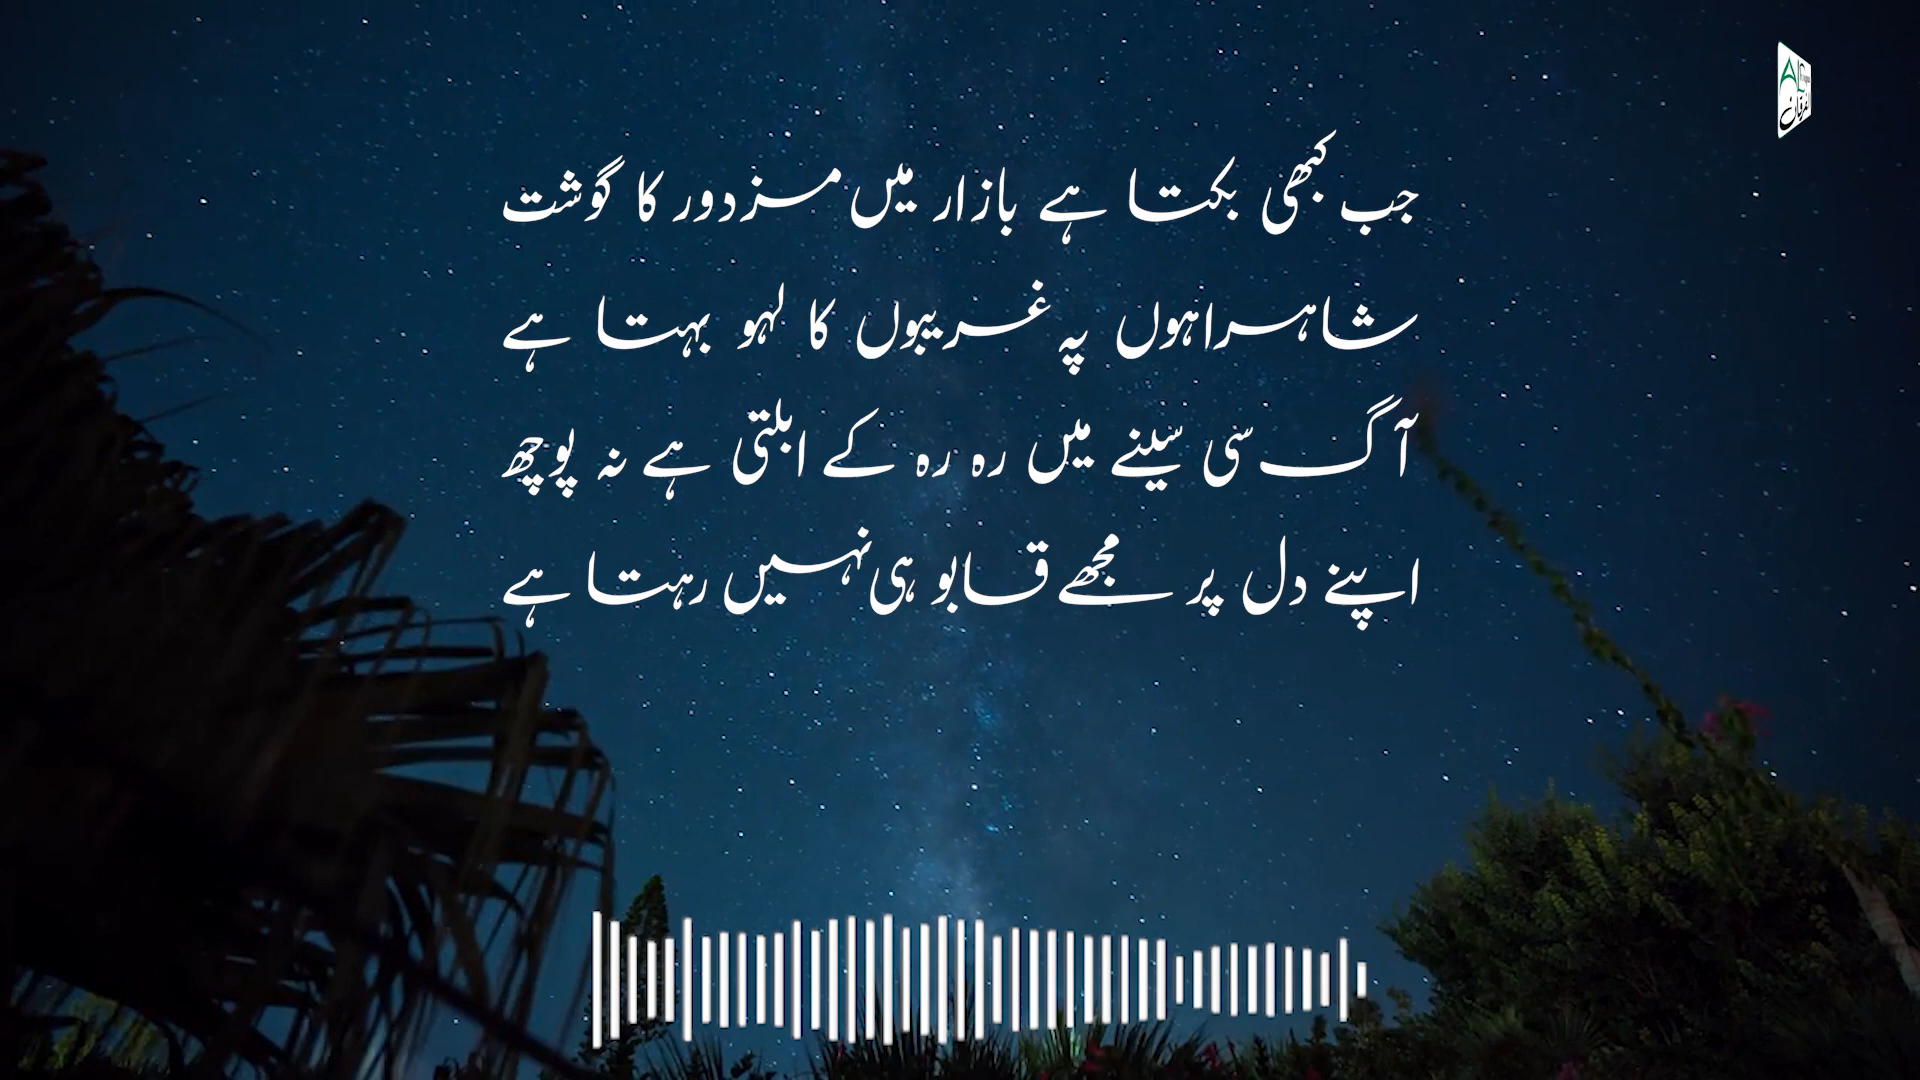 جب کبھی بکتا ہے بازار میں مزدور کا گوشت
شاہراہوں پہ غریبوں کا لہو بہتا ہے
آگ سی سینے میں رہ رہ کے ابلتی ہے نہ پوچھ
اپنے دل پر مجھے قابو ہی نہیں رہتا ہے
الفرقان